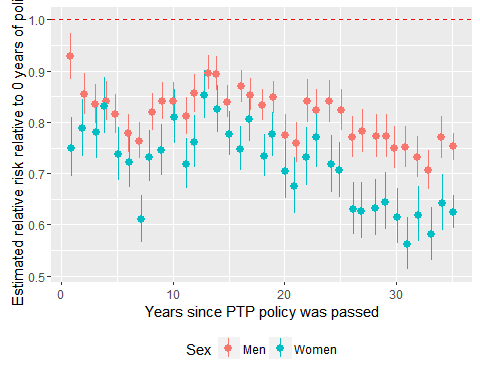 Estimated relative risk relative to 0 years of poli
1.0
0.9
0.8
0.7
0.6
0.5
0
10
20
30
Years since PTP policy was passed
Sex
Men
Women